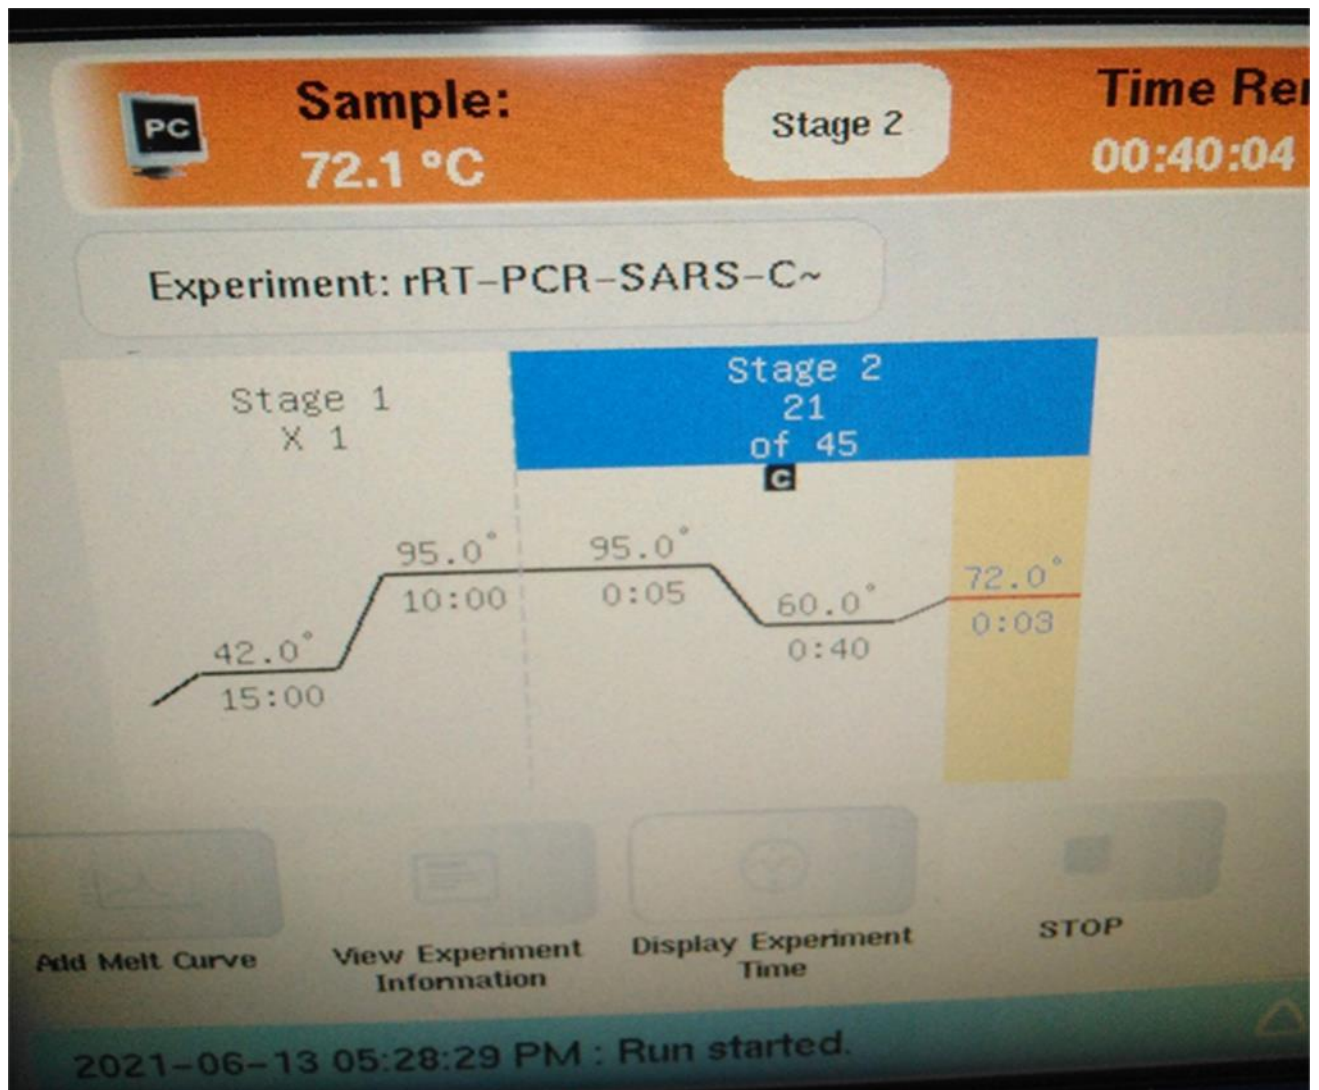 PC
Sample:
72.1 °C
Stage 2
Time Re
00:40:04
Experiment: rRT-PCR-SARS-C~
Stage 1
X 1
Stage 2
21
of 45
C
42.0°
15:00
95.0°
10:00
95.0°
0:05
60.0°
0:40
72.0°
0:03
Add Melt Curve
View Experiment
Information
Display Experiment
Time
STOP
2021-06-13 05:28:29 PM : Run started.